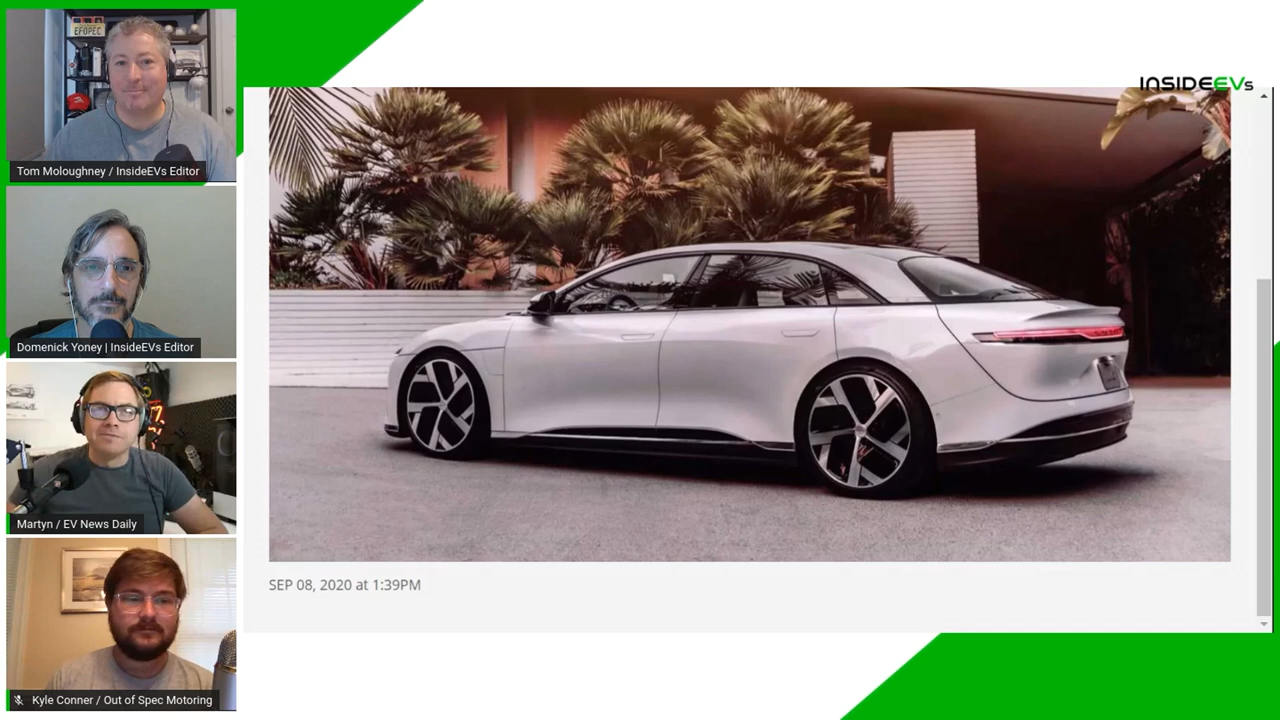 EFOPEC
Tom Moloughney / InsideEVs Editor
Domenick Yoney | InsideEVs Editor
Martyn / EV News Daily
Kyle Conner / Out of Spec Motoring
INSIDEEVs
SEP 08, 2020 at 1:39PM